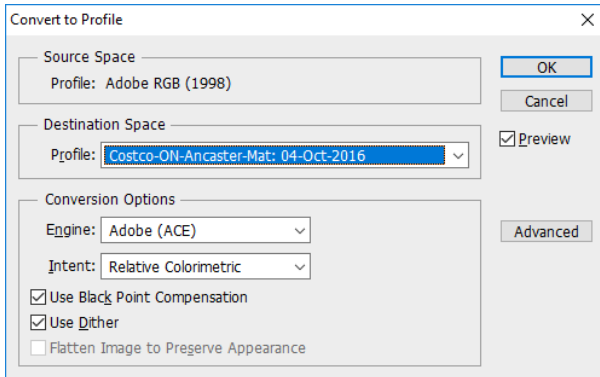 Convert to Profile
Source Space
Profile: Adobe RGB (1998)
OK
Cancel
Preview
Destination Space
Profile: Costco-ON-Ancaster-Mat: 04-Oct-2016
Conversion Options
Engine: Adobe (ACE)
Advanced
Intent: Relative Colorimetric
Use Black Point Compensation
Use Dither
Flatten Image to Preserve Appearance